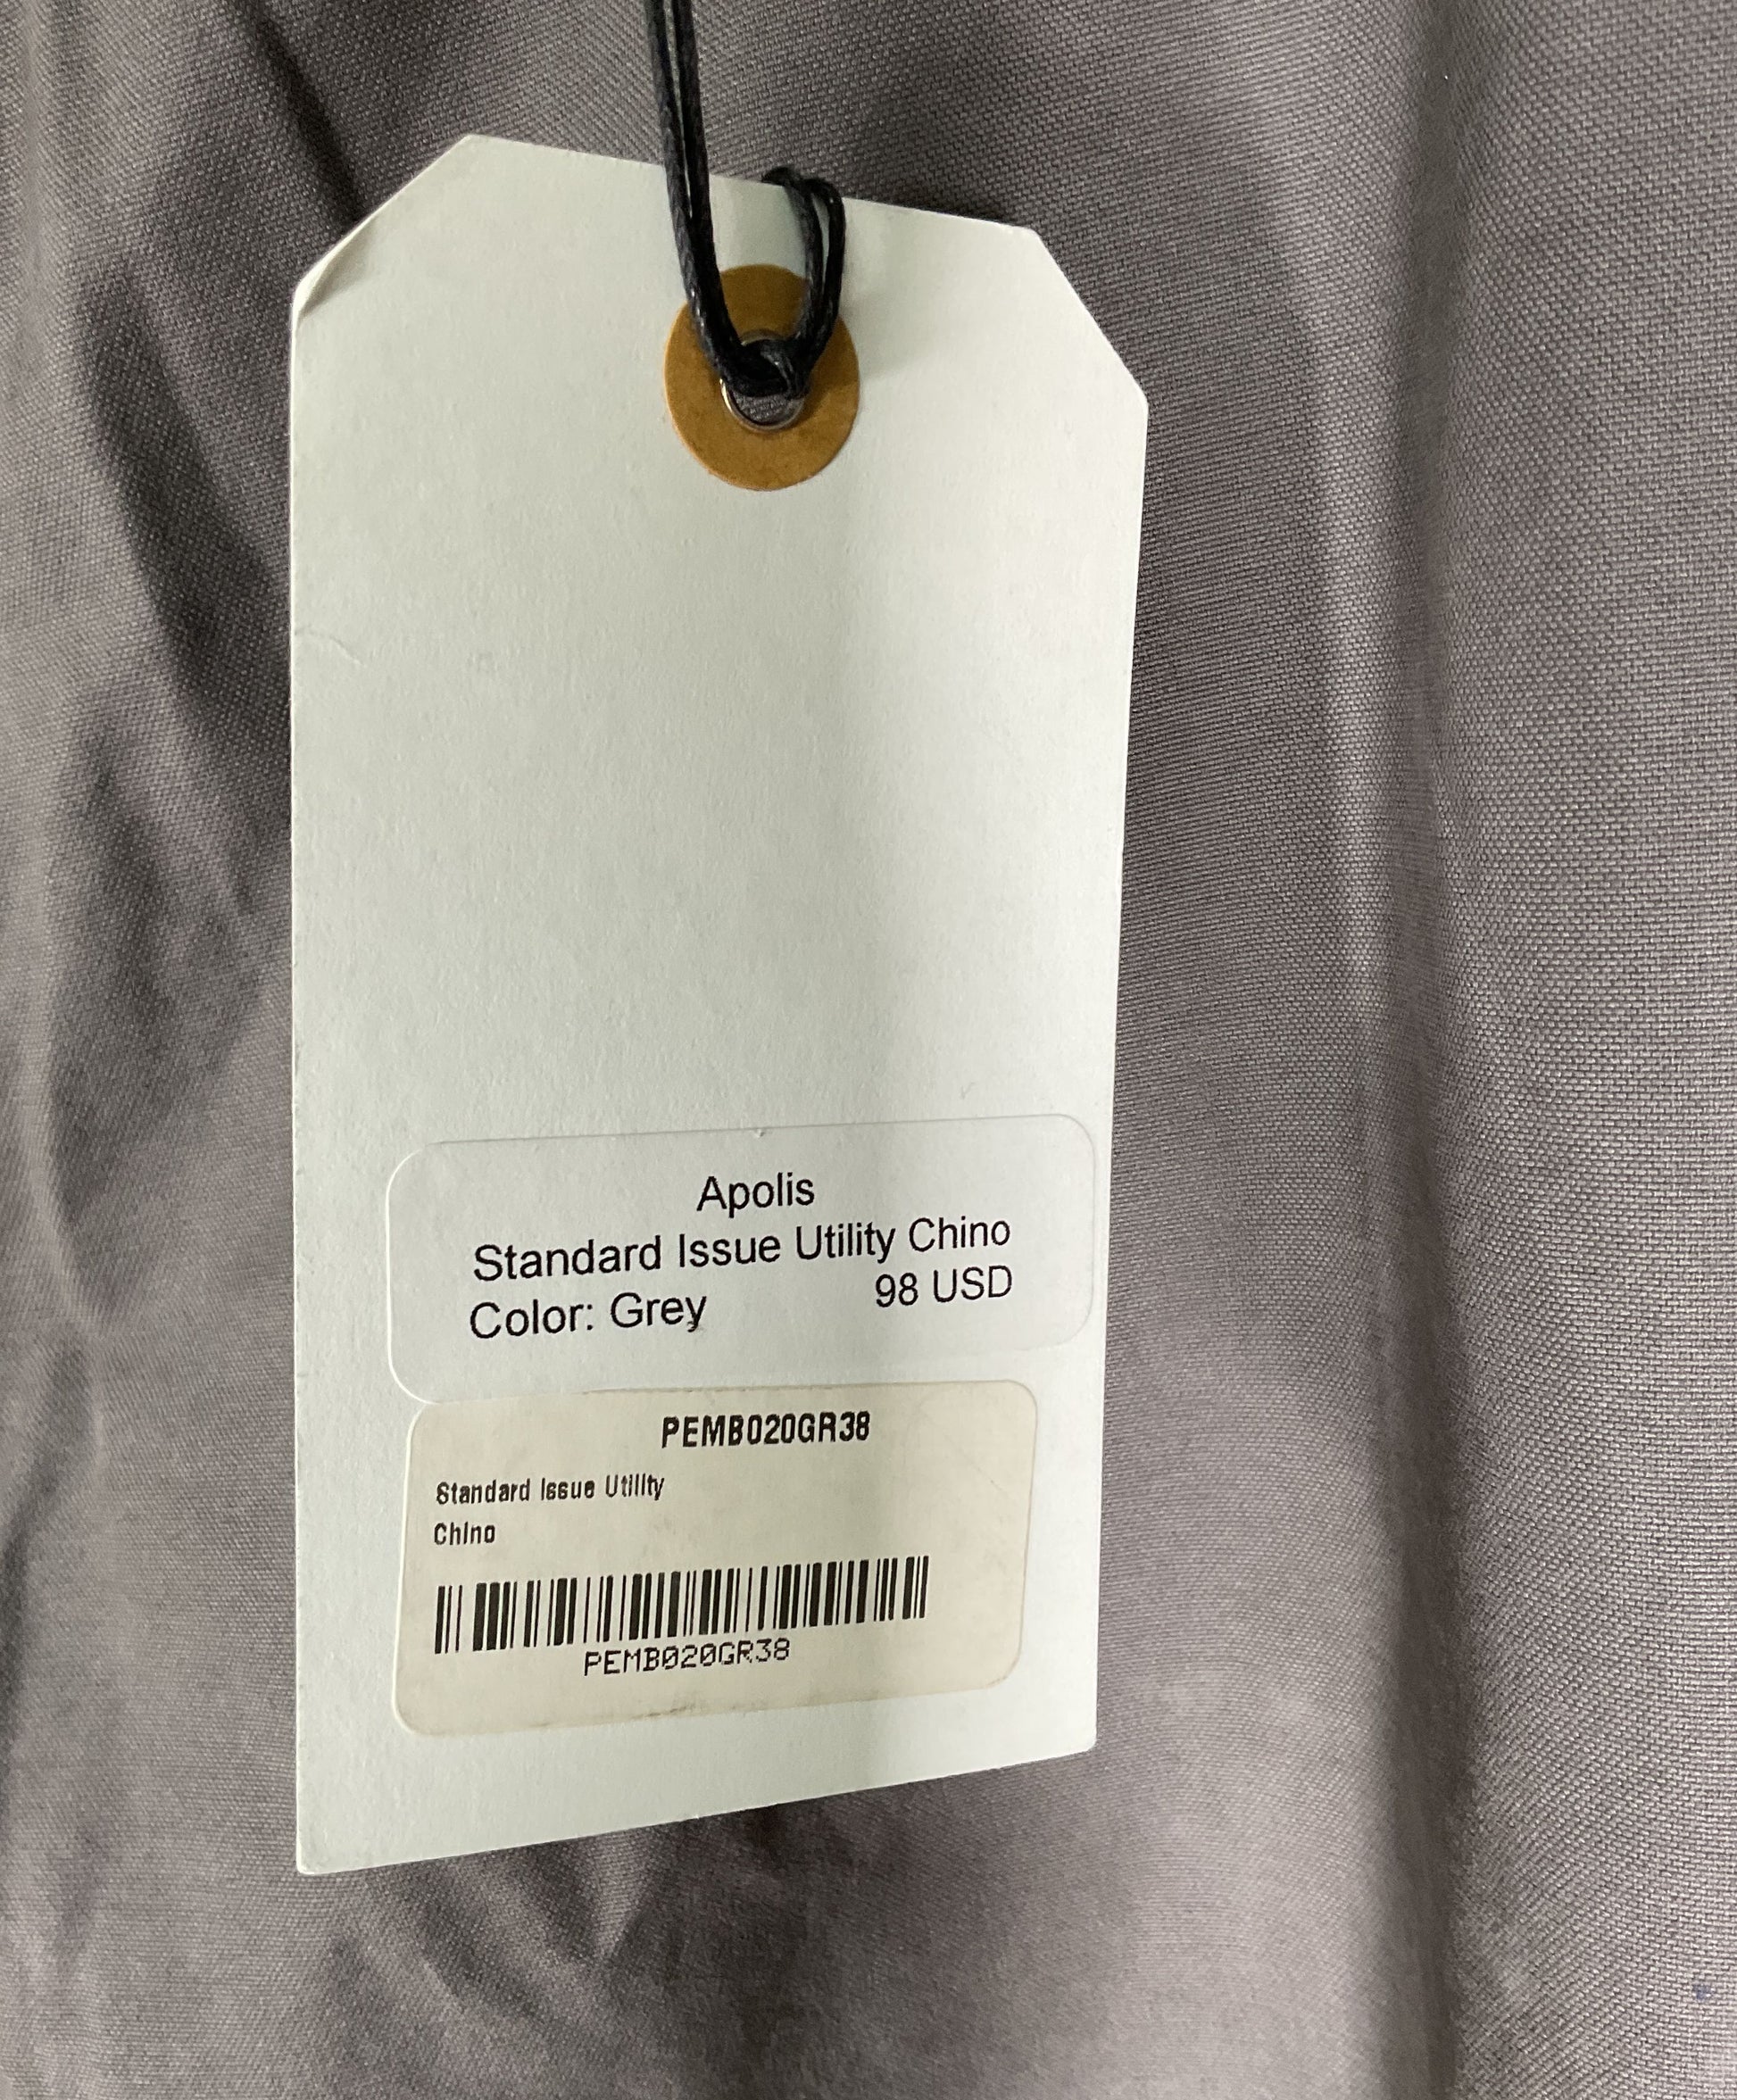 Apolis
Standard Issue Utility Chino
Color: Grey 98 USD
PEMB020GR38
Standard Issue Utility
Chino
PEMB020GR38